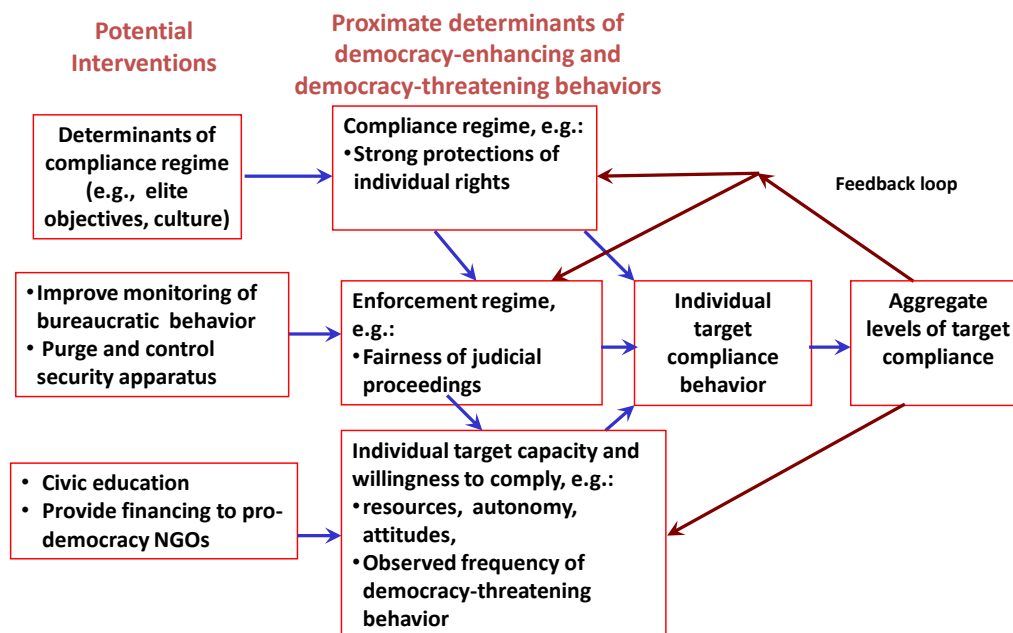 Potential
Interventions
Proximate determinants of
democracy-enhancing and
democracy-threatening behaviors
Determinants of
compliance regime
(e.g., elite
objectives, culture)
Compliance regime, e.g.:
•Strong protections of
individual rights
Feedback loop
•Improve monitoring of
bureaucratic behavior
• Purge and control
security apparatus
Enforcement regime,
e.g.:
• Fairness of judicial
proceedings
Individual
target
compliance
behavior
Aggregate
levels of target
compliance
• Civic education
• Provide financing to pro-
democracy NGOs
Individual target capacity and
willingness to comply, e.g.:
•resources, autonomy,
attitudes,
•Observed frequency of
democracy-threatening
behavior